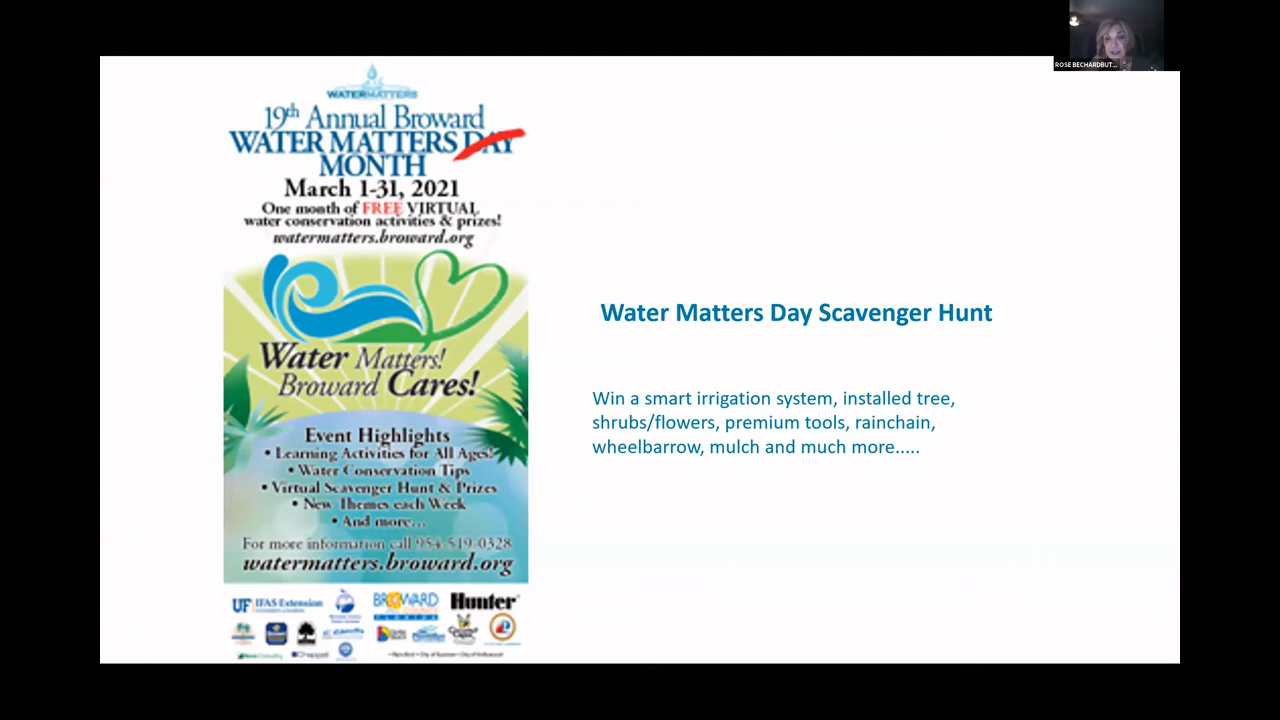 ROSE BECHARDBUT...
WATERMATTERS
19th Annual Broward
WATER MATTERS DAY
MONTH
March 1-31, 2021
One month of FREE VIRTUAL
water conservation activities & prizes!
watermatters.broward.org
Water Matters!
Broward Cares!
Event Highlights
• Learning Activities for All Ages!
• Water Conservation Tips
• Virtual Scavenger Hunt & Prizes
• New Themes each Week
• And more...
For more information call 954-519-0328
watermatters.broward.org
UF IFAS Extension
BROWARD
COUNTY
FLORIDA
Hunter
Water Matters Day Scavenger Hunt
Win a smart irrigation system, installed tree,
shrubs/flowers, premium tools, rainchain,
wheelbarrow, mulch and much more.....